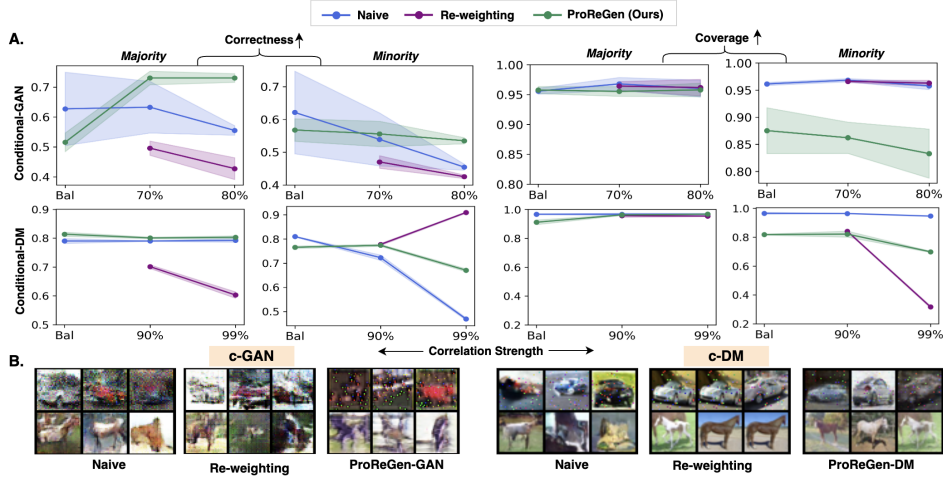 Naive Re-weighting ProReGen (Ours)
A.
Correctness ↑
Coverage ↑
Majority
Minority
Majority
Minority
Conditional-GAN
0.7
0.6
0.5
0.4
Bal 70% 80%
0.7
0.6
0.5
0.4
Bal 70% 80%
1.00
0.95
0.90
0.85
0.80
Bal 70% 80%
1.00
0.95
0.90
0.85
0.80
Bal 70% 80%
Conditional-DM
0.9
0.8
0.7
0.6
0.5
Bal 90% 99%
0.9
0.8
0.7
0.6
0.5
Bal 90% 99%
1.0
0.8
0.6
0.4
0.2
Bal 90% 99%
1.0
0.8
0.6
0.4
0.2
Bal 90% 99%
B.
c-GAN
Correlation Strength
c-DM
Naive Re-weighting ProReGen-GAN
Naive Re-weighting ProReGen-DM